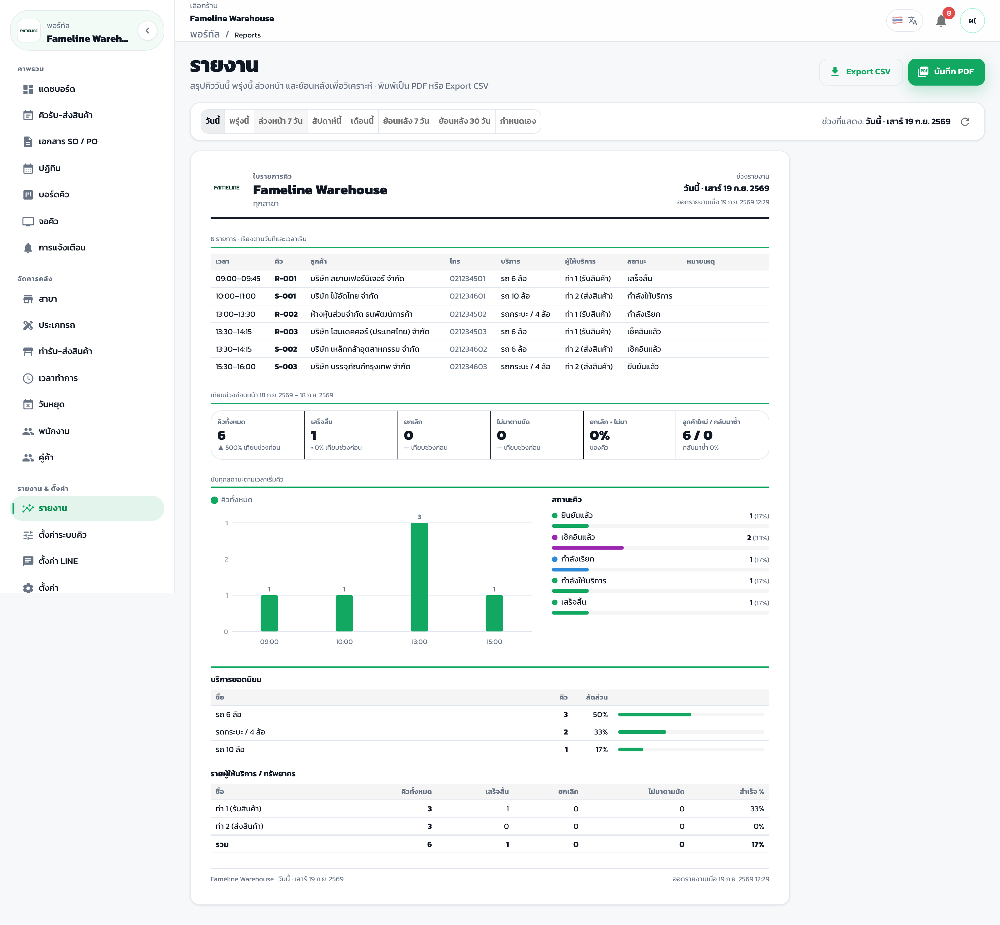 FAMELINE
พอร์ทัล
Fameline Wareh...
ภาพรวม
แดชบอร์ด
คิวรับ-ส่งสินค้า
เอกสาร SO / PO
ปฏิทิน
บอร์ดคิว
จอคิว
การแจ้งเตือน
จัดการคลัง
สาขา
ประเภทรถ
ท่ารับ-ส่งสินค้า
เวลาทำการ
วันหยุด
พนักงาน
คู่ค้า
รายงาน & ตั้งค่า
รายงาน
ตั้งค่าระบบคิว
ตั้งค่า LINE
ตั้งค่า
เลือกร้าน
Fameline Warehouse
พอร์ทัล / Reports
8
ผ(
รายงาน
สรุปคิววันนี้ พรุ่งนี้ ล่วงหน้า และย้อนหลังเพื่อวิเคราะห์ · พิมพ์เป็น PDF หรือ Export CSV
Export CSV
PDF บันทึก PDF
วันนี้ พรุ่งนี้ ล่วงหน้า 7 วัน สัปดาห์นี้ เดือนนี้ ย้อนหลัง 7 วัน ย้อนหลัง 30 วัน กำหนดเอง
ช่วงที่แสดง: วันนี้ · เสาร์ 19 ก.ย. 2569
FAMELINE
ใบรายการคิว
Fameline Warehouse
ทุกสาขา
ช่วงรายงาน
วันนี้ · เสาร์ 19 ก.ย. 2569
ออกรายงานเมื่อ 19 ก.ย. 2569 12:29
6 รายการ · เรียงตามวันที่และเวลาเริ่ม
เวลา คิว ลูกค้า โทร บริการ ผู้ให้บริการ สถานะ หมายเหตุ
09:00–09:45 R-001 บริษัท สยามเฟอร์นิเจอร์ จำกัด 021234501 รถ 6 ล้อ ท่า 1 (รับสินค้า) เสร็จสิ้น
10:00–11:00 S-001 บริษัท ไม้อัดไทย จำกัด 021234601 รถ 10 ล้อ ท่า 2 (ส่งสินค้า) กำลังให้บริการ
13:00–13:30 R-002 ห้างหุ้นส่วนจำกัด ธนพัฒน์การค้า 021234502 รถกระบะ / 4 ล้อ ท่า 1 (รับสินค้า) กำลังเรียก
13:30–14:15 R-003 บริษัท โฮมเดคคอร์ (ประเทศไทย) จำกัด 021234503 รถ 6 ล้อ ท่า 1 (รับสินค้า) เช็คอินแล้ว
13:30–14:15 S-002 บริษัท เหล็กกล้าอุตสาหกรรม จำกัด 021234602 รถ 6 ล้อ ท่า 2 (ส่งสินค้า) เช็คอินแล้ว
15:30–16:00 S-003 บริษัท บรรจุภัณฑ์กรุงเทพ จำกัด 021234603 รถกระบะ / 4 ล้อ ท่า 2 (ส่งสินค้า) ยืนยันแล้ว
เทียบช่วงก่อนหน้า 18 ก.ย. 2569 – 18 ก.ย. 2569
คิวทั้งหมด เสร็จสิ้น ยกเลิก ไม่มาตามนัด ยกเลิก + ไม่มา ลูกค้าใหม่ / กลับมาซ้ำ
6 1 0 0 0% 6 / 0
▲ 500% เทียบช่วงก่อน • 0% เทียบช่วงก่อน — เทียบช่วงก่อน — เทียบช่วงก่อน ของคิว กลับมาซ้ำ 0%
นับทุกสถานะตามเวลาเริ่มคิว
คิวทั้งหมด
3
3
2
1
1 1 1
0
09:00 10:00 13:00 15:00
สถานะคิว
ยืนยันแล้ว 1 (17%)
เช็คอินแล้ว 2 (33%)
กำลังเรียก 1 (17%)
กำลังให้บริการ 1 (17%)
เสร็จสิ้น 1 (17%)
บริการยอดนิยม
ชื่อ คิว สัดส่วน
รถ 6 ล้อ 3 50%
รถกระบะ / 4 ล้อ 2 33%
รถ 10 ล้อ 1 17%
รายผู้ให้บริการ / ทรัพยากร
ชื่อ คิวทั้งหมด เสร็จสิ้น ยกเลิก ไม่มาตามนัด สำเร็จ %
ท่า 1 (รับสินค้า) 3 1 0 0 33%
ท่า 2 (ส่งสินค้า) 3 0 0 0 0%
รวม 6 1 0 0 17%
Fameline Warehouse · วันนี้ · เสาร์ 19 ก.ย. 2569
ออกรายงานเมื่อ 19 ก.ย. 2569 12:29